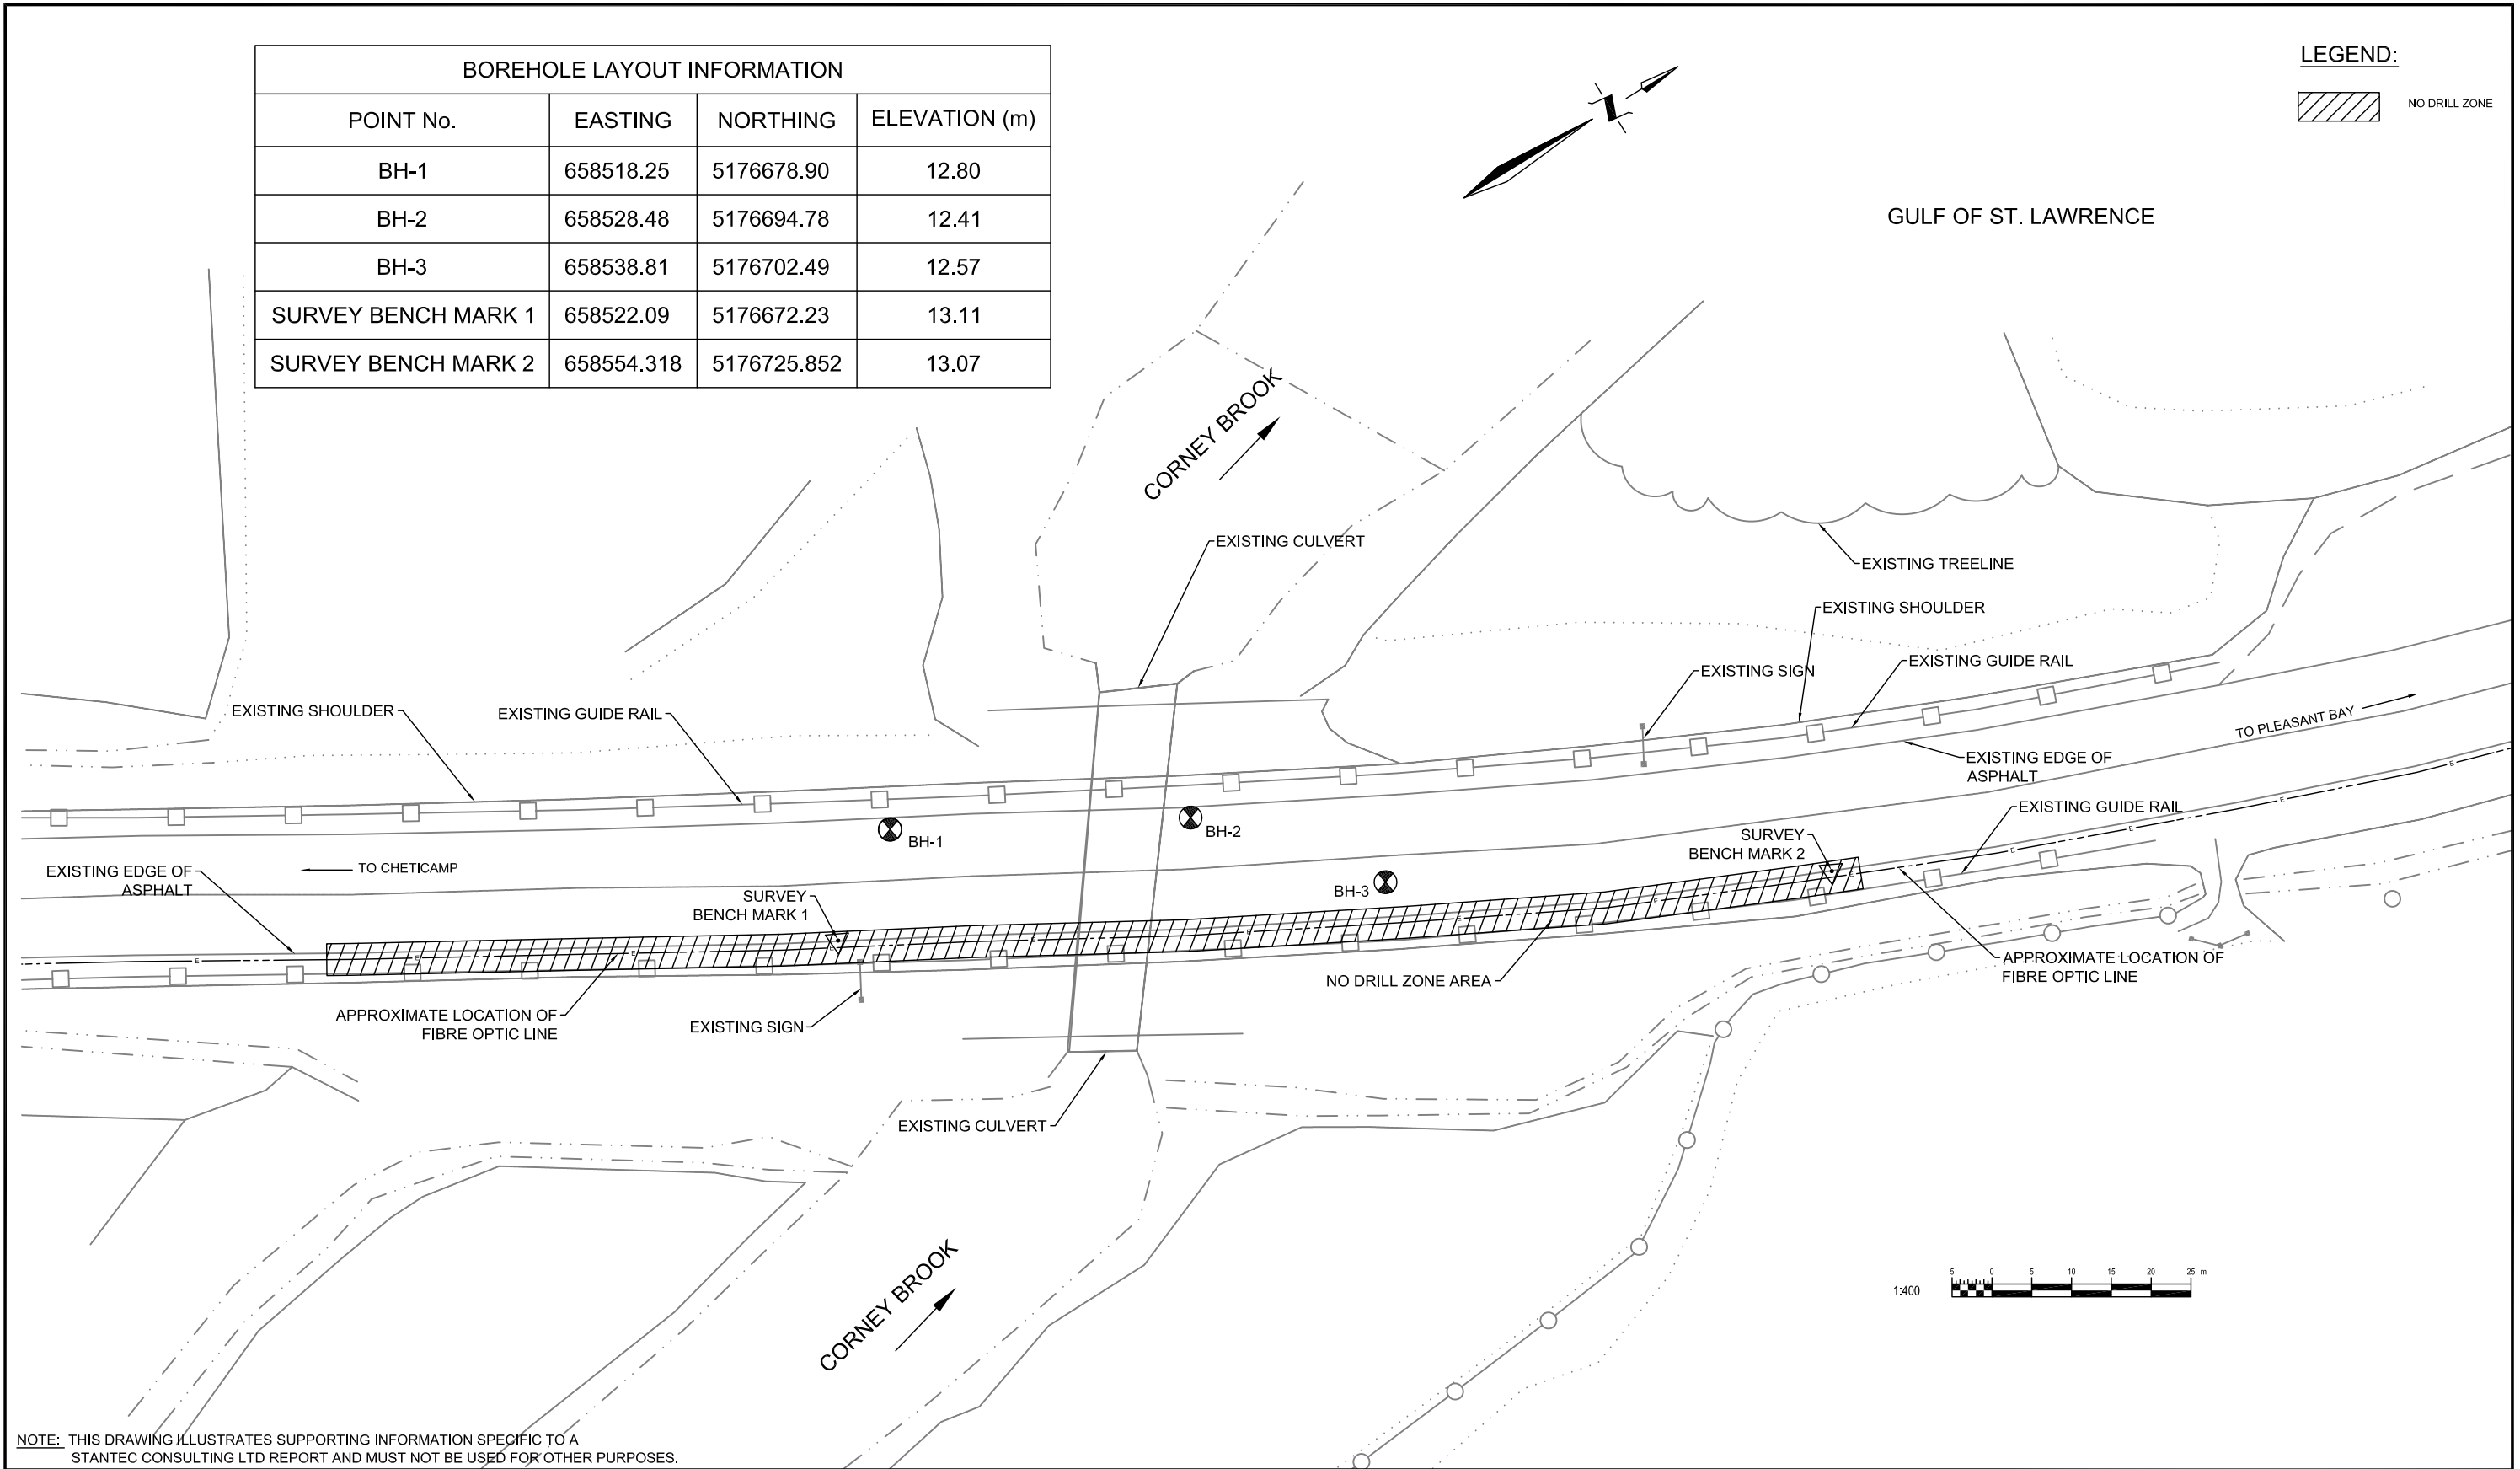 BOREHOLE LAYOUT INFORMATION
POINT No. EASTING NORTHING ELEVATION (m)
BH-1 658518.25 5176678.90 12.80
BH-2 658528.48 5176694.78 12.41
BH-3 658538.81 5176702.49 12.57
SURVEY BENCH MARK 1 658522.09 5176672.23 13.11
SURVEY BENCH MARK 2 658554.318 5176725.852 13.07
N
LEGEND:
NO DRILL ZONE
GULF OF ST. LAWRENCE
CORNEY BROOK
EXISTING CULVERT
EXISTING TREELINE
EXISTING SHOULDER
EXISTING SIGN
EXISTING GUIDE RAIL
EXISTING SHOULDER
EXISTING GUIDE RAIL
TO PLEASANT BAY
EXISTING EDGE OF
ASPHALT
EXISTING GUIDE RAIL
BH-1
BH-2
SURVEY
BENCH MARK 2
EXISTING EDGE OF
ASPHALT
TO CHETICAMP
BH-3
SURVEY
BENCH MARK 1
E
E
E
E
E
E
E
E
E
E
E
E
E
E
NO DRILL ZONE AREA
APPROXIMATE LOCATION OF
FIBRE OPTIC LINE
APPROXIMATE LOCATION OF
FIBRE OPTIC LINE
EXISTING SIGN
EXISTING CULVERT
CORNEY BROOK
1:400
5 0 5 10 15 20 25 m
NOTE: THIS DRAWING ILLUSTRATES SUPPORTING INFORMATION SPECIFIC TO A
STANTEC CONSULTING LTD REPORT AND MUST NOT BE USED FOR OTHER PURPOSES.